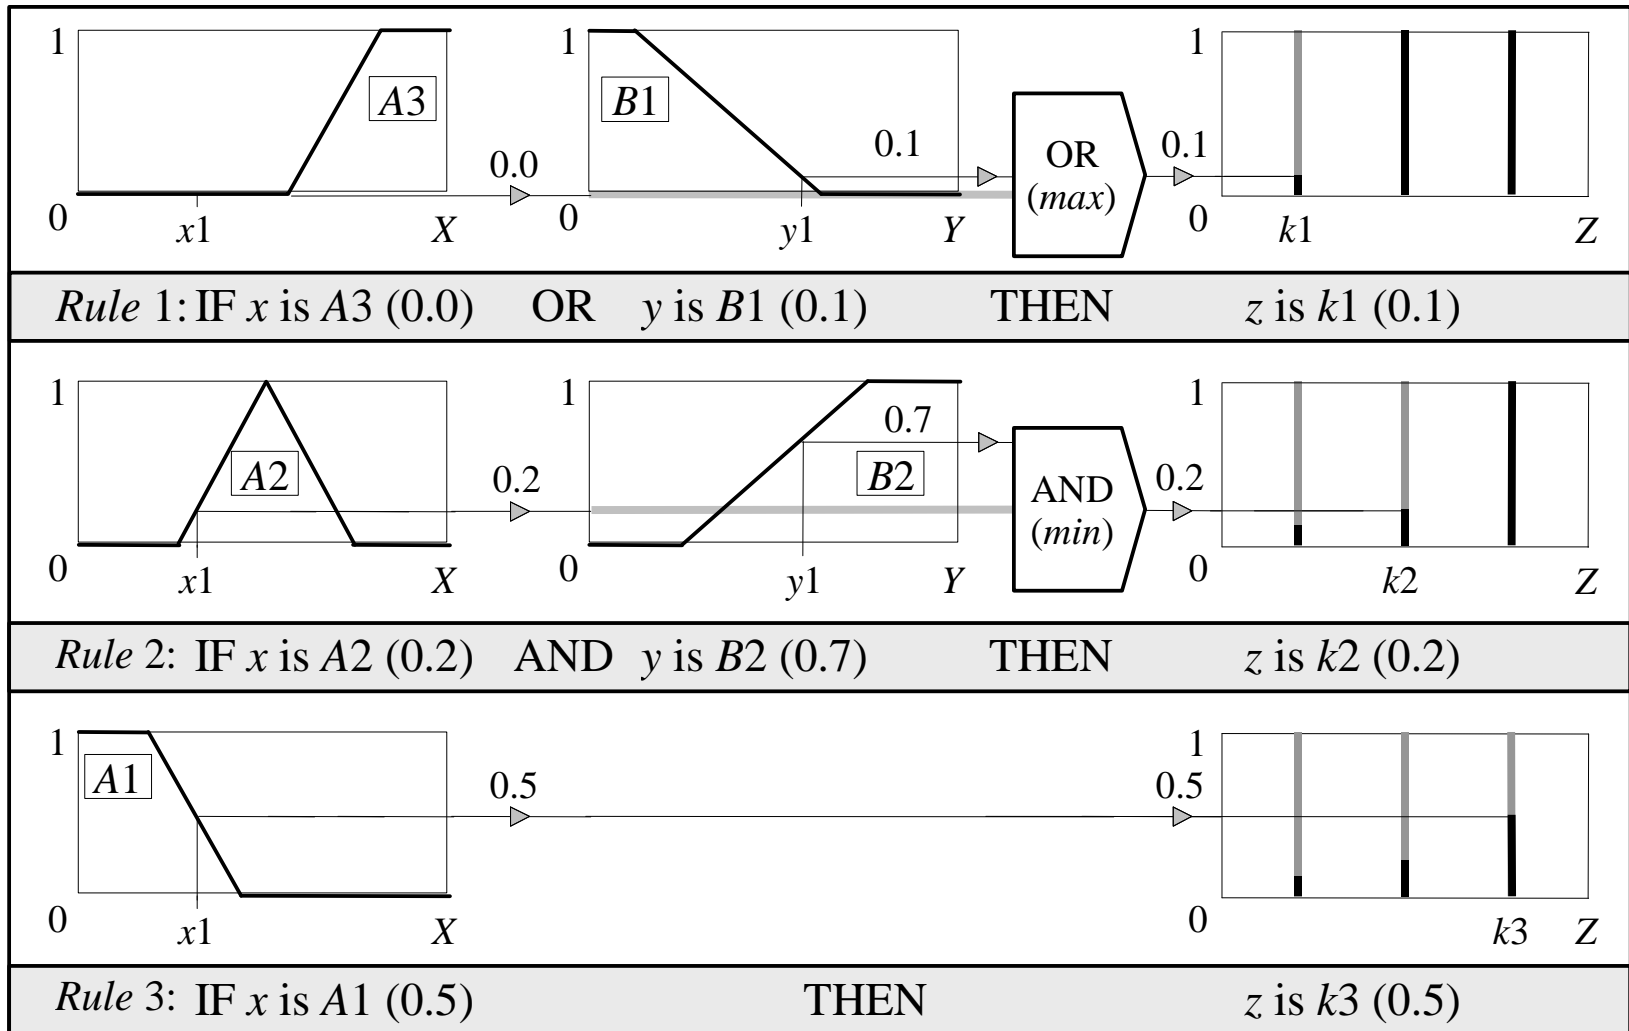 1 A3 1 B1 1
0.0 0.1 OR (max) 0.1
0 x1 X 0 y1 Y 0 k1 Z
Rule 1: IF x is A3 (0.0) OR y is B1 (0.1) THEN z is k1 (0.1)
1 1 0.7 1
A2 0.2 B2 AND (min) 0.2
0 x1 X 0 y1 Y 0 k2 Z
Rule 2: IF x is A2 (0.2) AND y is B2 (0.7) THEN z is k2 (0.2)
1 1
A1 0.5 0.5
0 x1 X 0 k3 Z
Rule 3: IF x is A1 (0.5) THEN z is k3 (0.5)